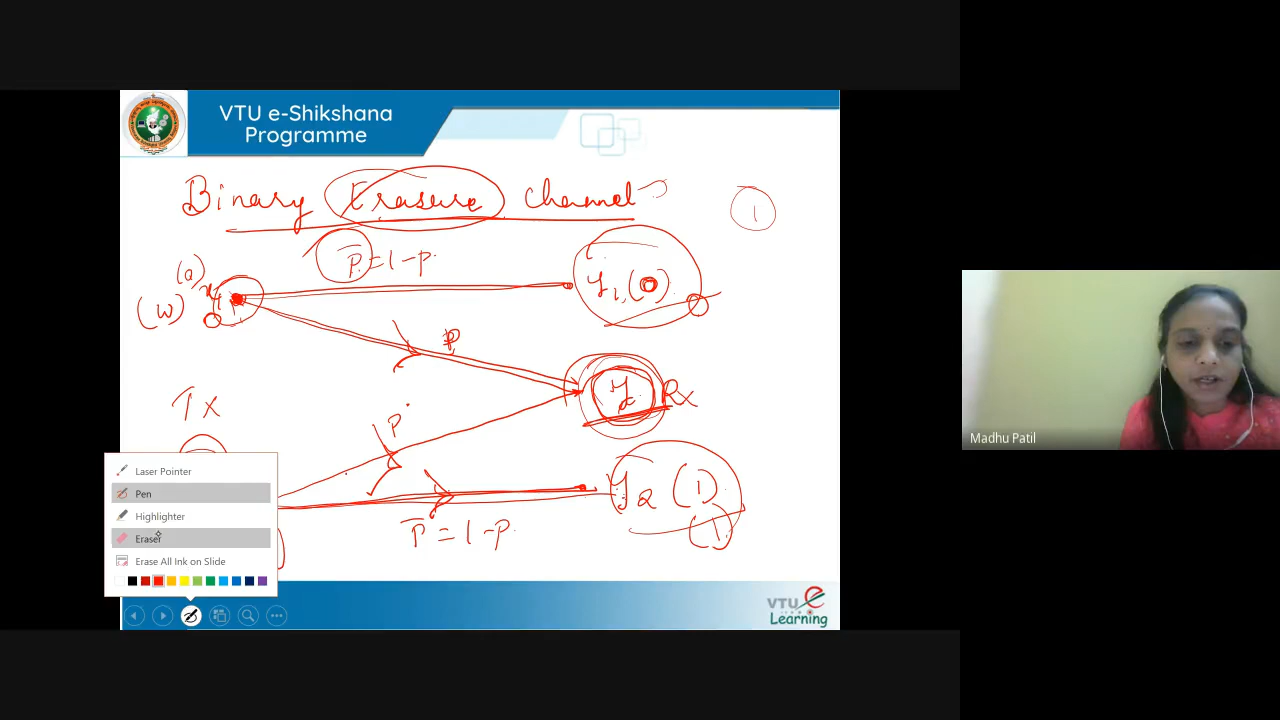 VTU e-Shikshana
Programme
Binary Erasure Channel
1
P̄ = 1-p.
(a)
(w)
y1 (0)
P
Tx
Rx
P
y2 (1)
(1)
P̄ = 1-p.
Laser Pointer
Pen
Highlighter
Eraser
Erase All Ink on Slide
VTU e
Learning
Madhu Patil